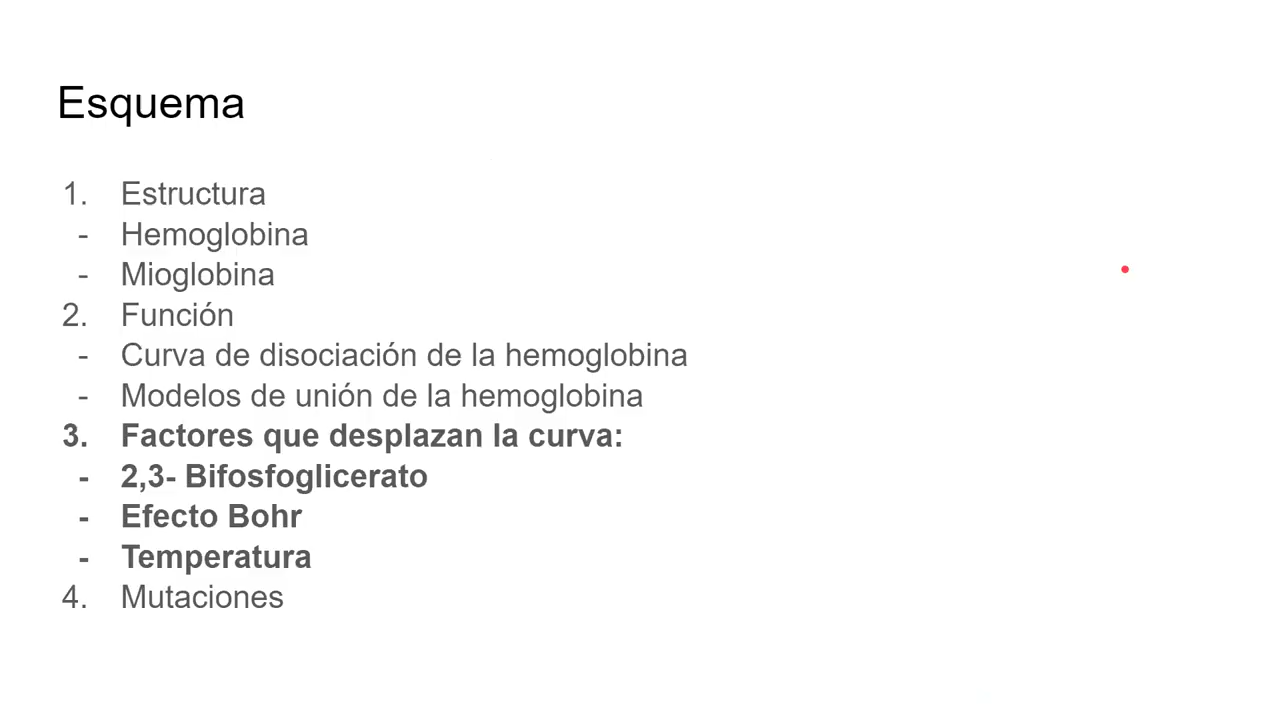 Esquema
1. Estructura
- Hemoglobina
- Mioglobina
2. Función
- Curva de disociación de la hemoglobina
- Modelos de unión de la hemoglobina
3. Factores que desplazan la curva:
- 2,3- Bifosfoglicerato
- Efecto Bohr
- Temperatura
4. Mutaciones